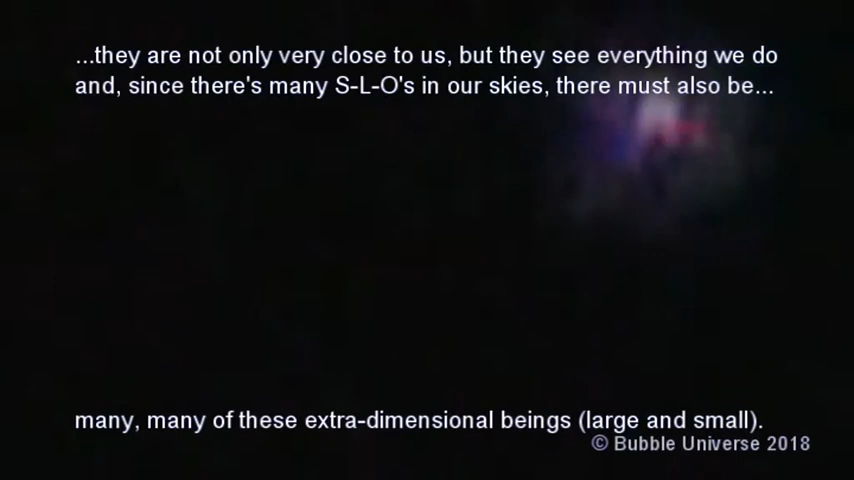 ...they are not only very close to us, but they see everything we do
and, since there's many S-L-O's in our skies, there must also be...
many, many of these extra-dimensional beings (large and small).
© Bubble Universe 2018